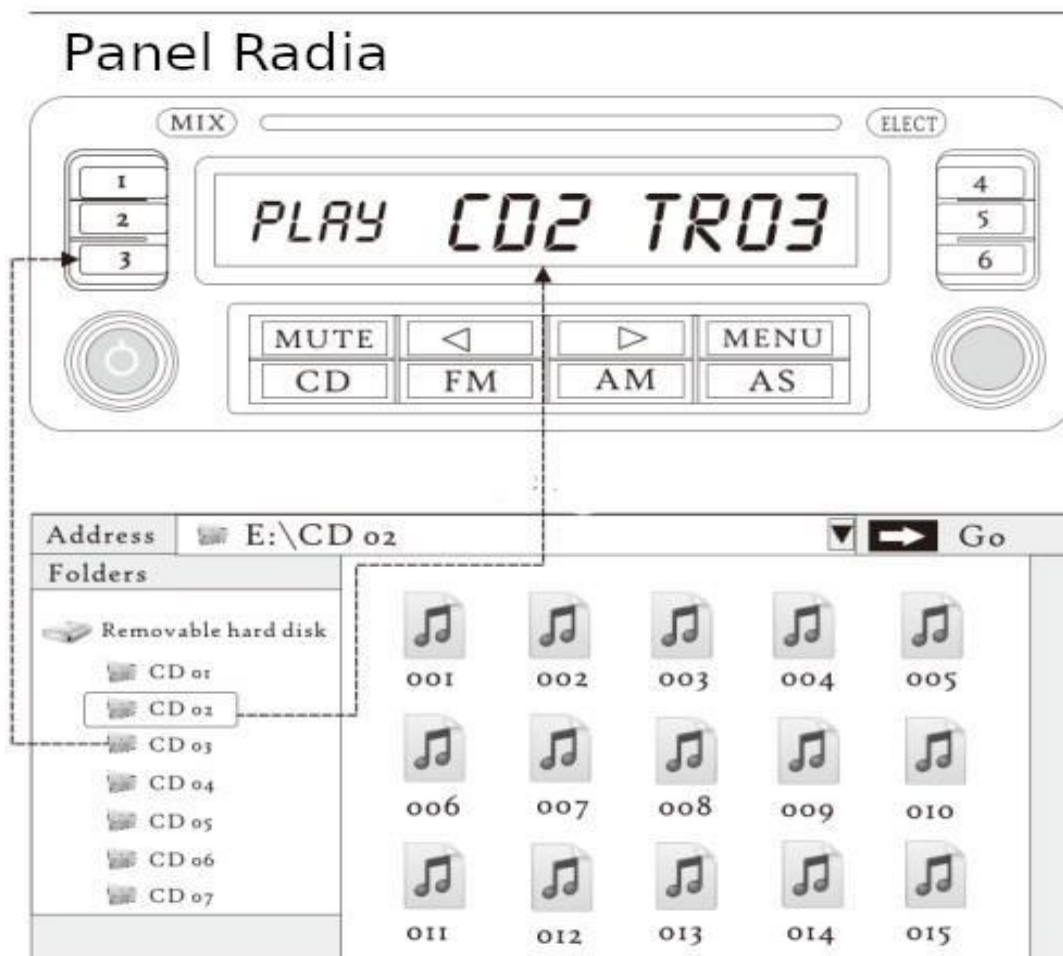 Panel Radia
MIX ELECT
1 4
2 5
3 6
PLAY CD2 TR03
MUTE ◁ ▷ MENU
CD FM AM AS
Address E:\CD 02 Go
Folders
Removable hard disk
CD 01
CD 02
CD 03
CD 04
CD 05
CD 06
CD 07
001 002 003 004 005
006 007 008 009 010
011 012 013 014 015